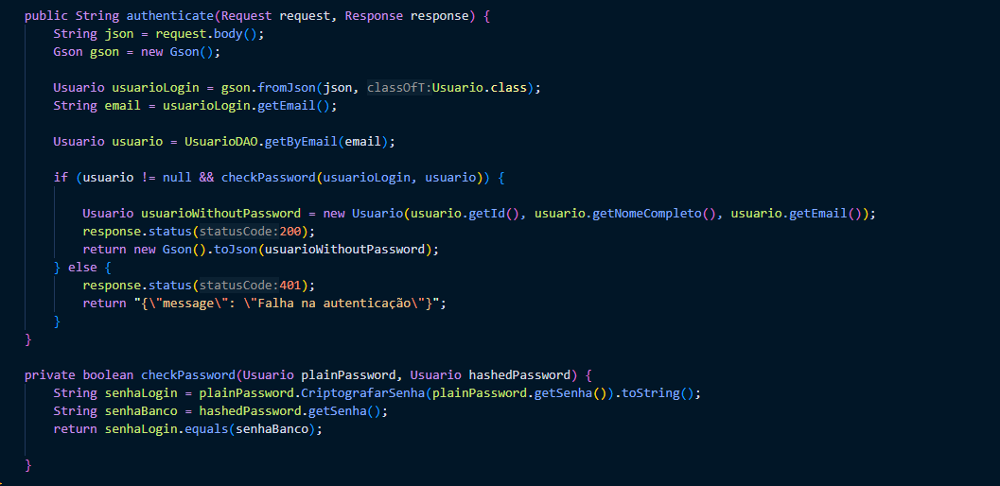 public String authenticate(Request request, Response response) {
String json = request.body();
Gson gson = new Gson();
Usuario usuarioLogin = gson.fromJson(json, classOfT:Usuario.class);
String email = usuarioLogin.getEmail();
Usuario usuario = UsuarioDAO.getByEmail(email);
if (usuario != null && checkPassword(usuarioLogin, usuario)) {
Usuario usuarioWithoutPassword = new Usuario(usuario.getId(), usuario.getNomeCompleto(), usuario.getEmail());
response.status(statusCode:200);
return new Gson().toJson(usuarioWithoutPassword);
} else {
response.status(statusCode:401);
return "{\"message\": \"Falha na autenticação\"}";
}
}
private boolean checkPassword(Usuario plainPassword, Usuario hashedPassword) {
String senhaLogin = plainPassword.CriptografarSenha(plainPassword.getSenha()).toString();
String senhaBanco = hashedPassword.getSenha();
return senhaLogin.equals(senhaBanco);
}